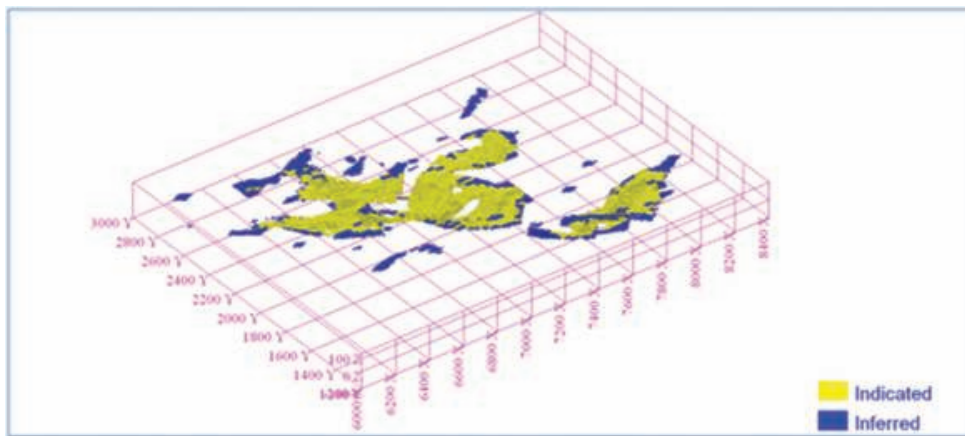 3000 Y
2800 Y
2600 Y
2400 Y
2200 Y
2000 Y
1800 Y
1600 Y
1400 Y
6000 X
6200 X
6400 X
6600 X
6800 X
7000 X
7200 X
7400 X
7600 X
7800 X
8000 X
8200 X
8400 X
Indicated
Inferred